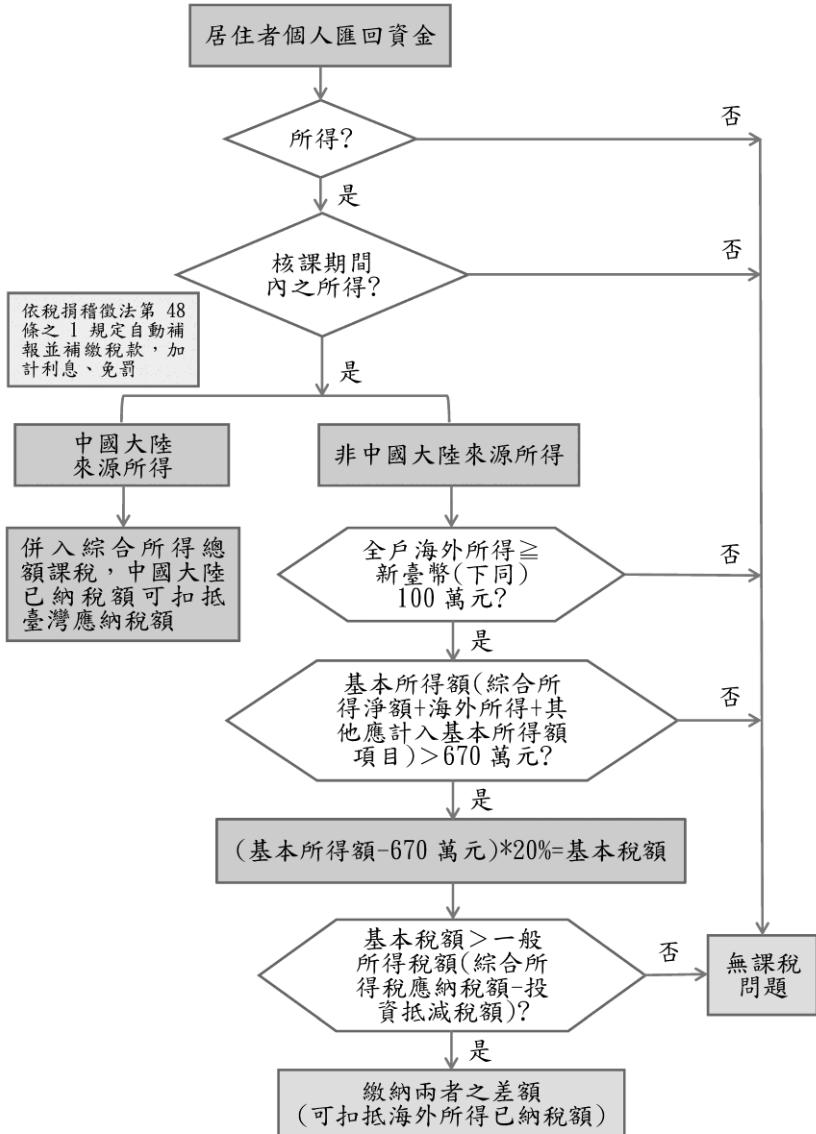 居住者個人匯回資金
所得?
否
是
核課期間
內之所得?
否
依稅捐稽徵法第 48
條之 1 規定自動補
報並補繳稅款，加
計利息、免罰
是
中國大陸
來源所得
非中國大陸來源所得
併入綜合所得總
額課稅，中國大陸
已納稅額可扣抵
臺灣應納稅額
全戶海外所得≧
新臺幣(下同)
100 萬元?
否
是
基本所得額(綜合所
得淨額+海外所得+其
他應計入基本所得額
項目)＞670 萬元?
否
是
(基本所得額-670 萬元)*20%=基本稅額
基本稅額＞一般
所得稅額(綜合所
得稅應納稅額-投
資抵減稅額)?
否
無課稅
問題
是
繳納兩者之差額
(可扣抵海外所得已納稅額)